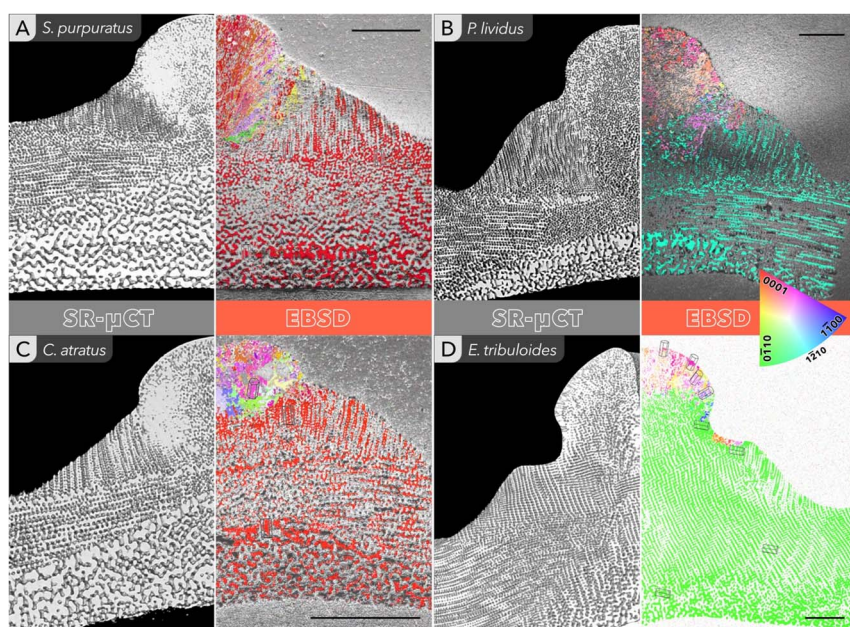 A S. purpuratus
B P. lividus
SR-μCT EBSD SR-μCT EBSD
0001
1100
0110
1210
C C. atratus
D E. tribuloides